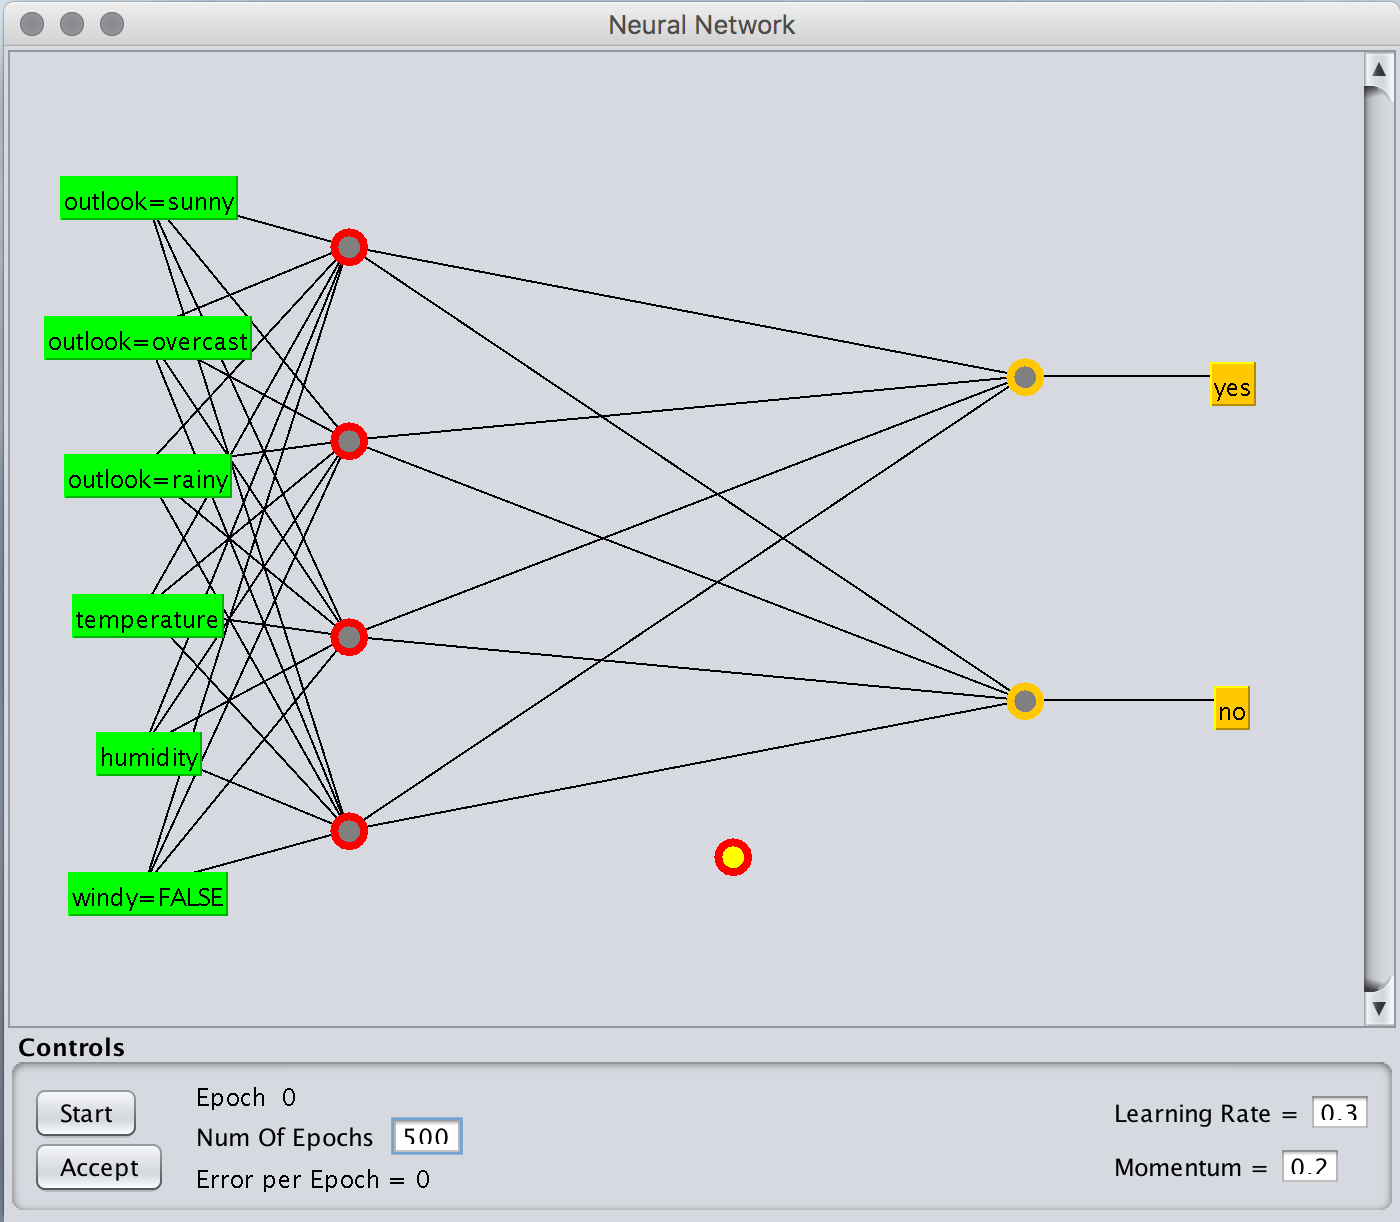 Neural Network
outlook=sunny
outlook=overcast
outlook=rainy
temperature
humidity
windy=FALSE
yes
no
Controls
Start
Accept
Epoch 0
Num Of Epochs 500
Error per Epoch = 0
Learning Rate = 0.3
Momentum = 0.2